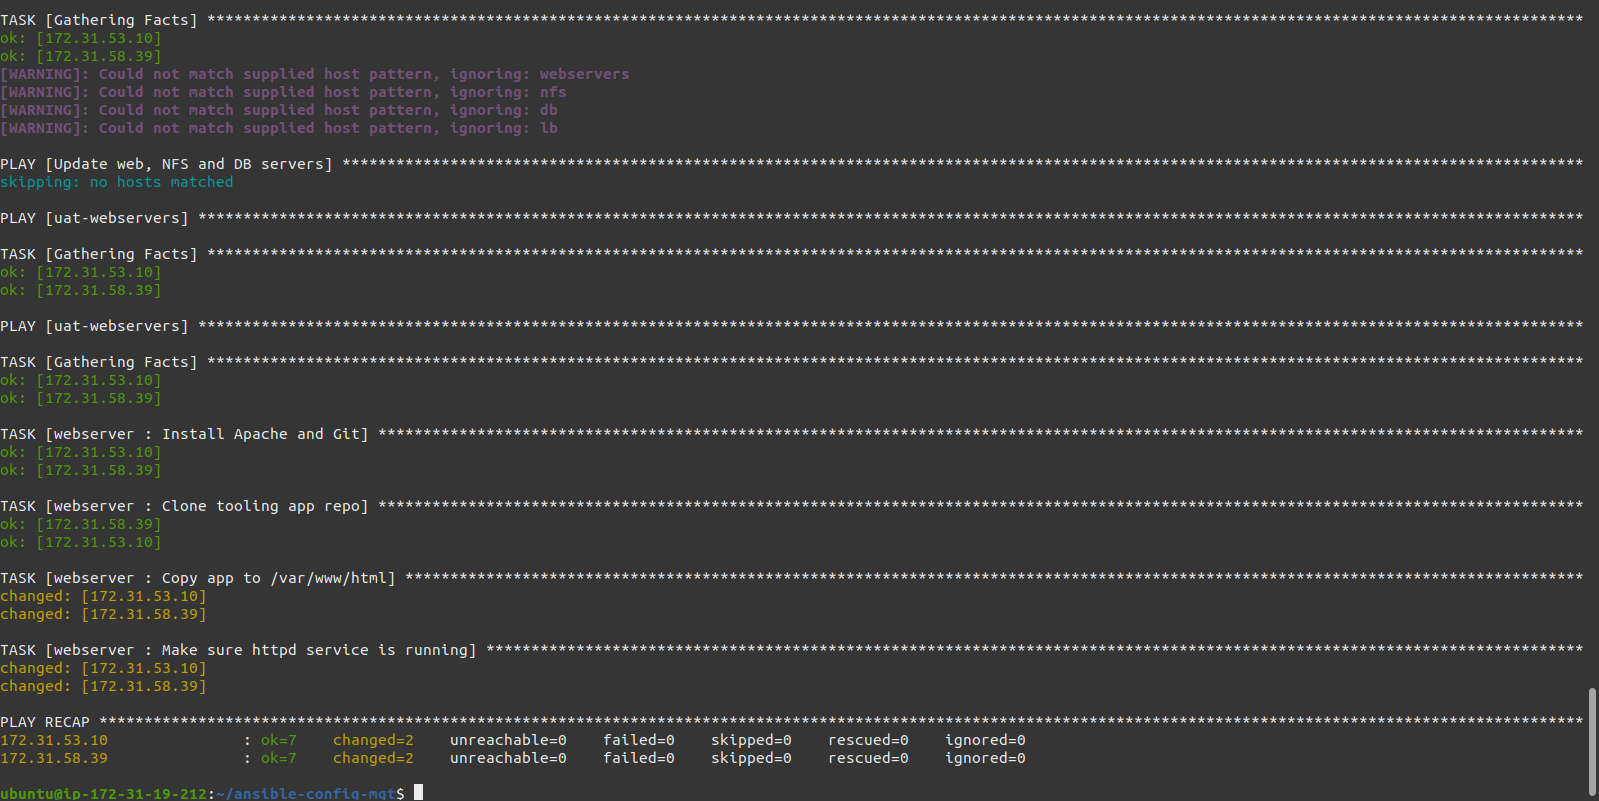 TASK [Gathering Facts] *********************************************************************************************************************************************************
ok: [172.31.53.10]
ok: [172.31.58.39]
[WARNING]: Could not match supplied host pattern, ignoring: webservers
[WARNING]: Could not match supplied host pattern, ignoring: nfs
[WARNING]: Could not match supplied host pattern, ignoring: db
[WARNING]: Could not match supplied host pattern, ignoring: lb
PLAY [Update web, NFS and DB servers] ******************************************************************************************************************************************
skipping: no hosts matched
PLAY [uat-webservers] **********************************************************************************************************************************************************
TASK [Gathering Facts] *********************************************************************************************************************************************************
ok: [172.31.53.10]
ok: [172.31.58.39]
PLAY [uat-webservers] **********************************************************************************************************************************************************
TASK [Gathering Facts] *********************************************************************************************************************************************************
ok: [172.31.53.10]
ok: [172.31.58.39]
TASK [webserver : Install Apache and Git] **************************************************************************************************************************************
ok: [172.31.53.10]
ok: [172.31.58.39]
TASK [webserver : Clone tooling app repo] **************************************************************************************************************************************
ok: [172.31.58.39]
ok: [172.31.53.10]
TASK [webserver : Copy app to /var/www/html] ***********************************************************************************************************************************
changed: [172.31.53.10]
changed: [172.31.58.39]
TASK [webserver : Make sure httpd service is running] **************************************************************************************************************************
changed: [172.31.53.10]
changed: [172.31.58.39]
PLAY RECAP *********************************************************************************************************************************************************************
172.31.53.10               : ok=7    changed=2    unreachable=0    failed=0    skipped=0    rescued=0    ignored=0
172.31.58.39               : ok=7    changed=2    unreachable=0    failed=0    skipped=0    rescued=0    ignored=0
ubuntu@ip-172-31-19-212:~/ansible-config-mgt$